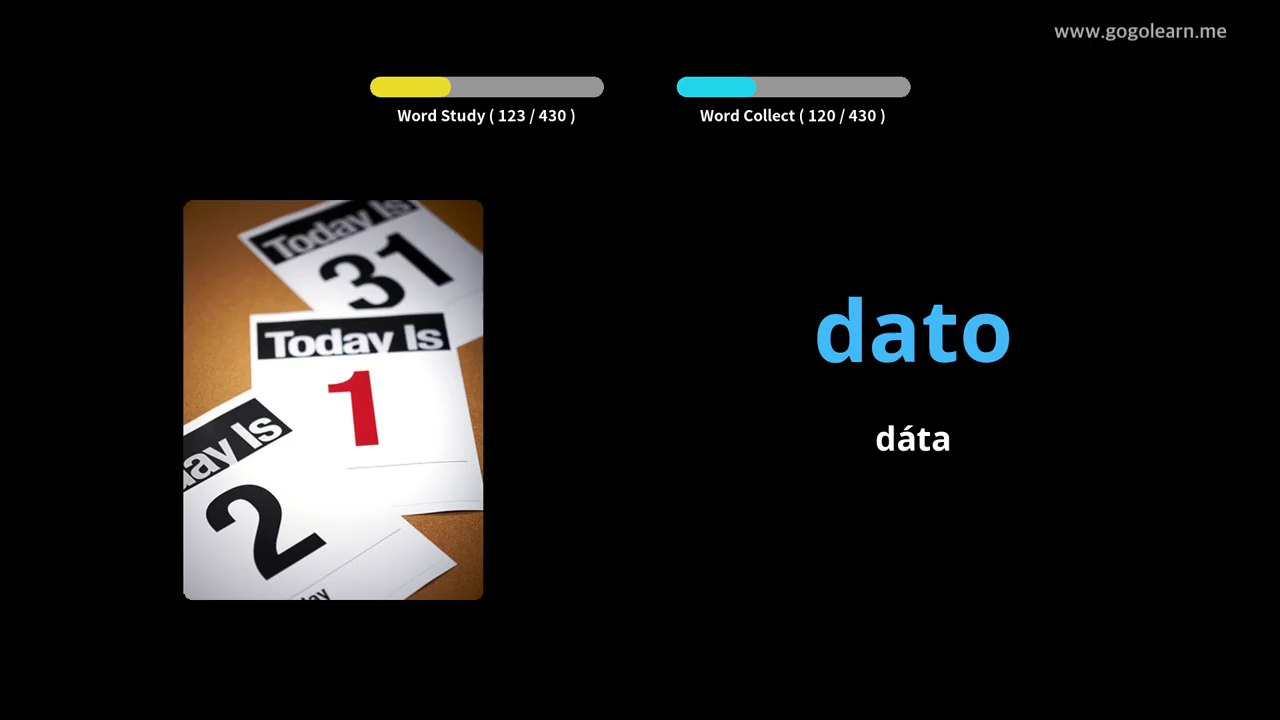 www.gogolearn.me
Word Study ( 123 / 430 )
Word Collect ( 120 / 430 )
Today Is
31
Today Is
1
day Is
2
dato
dáta